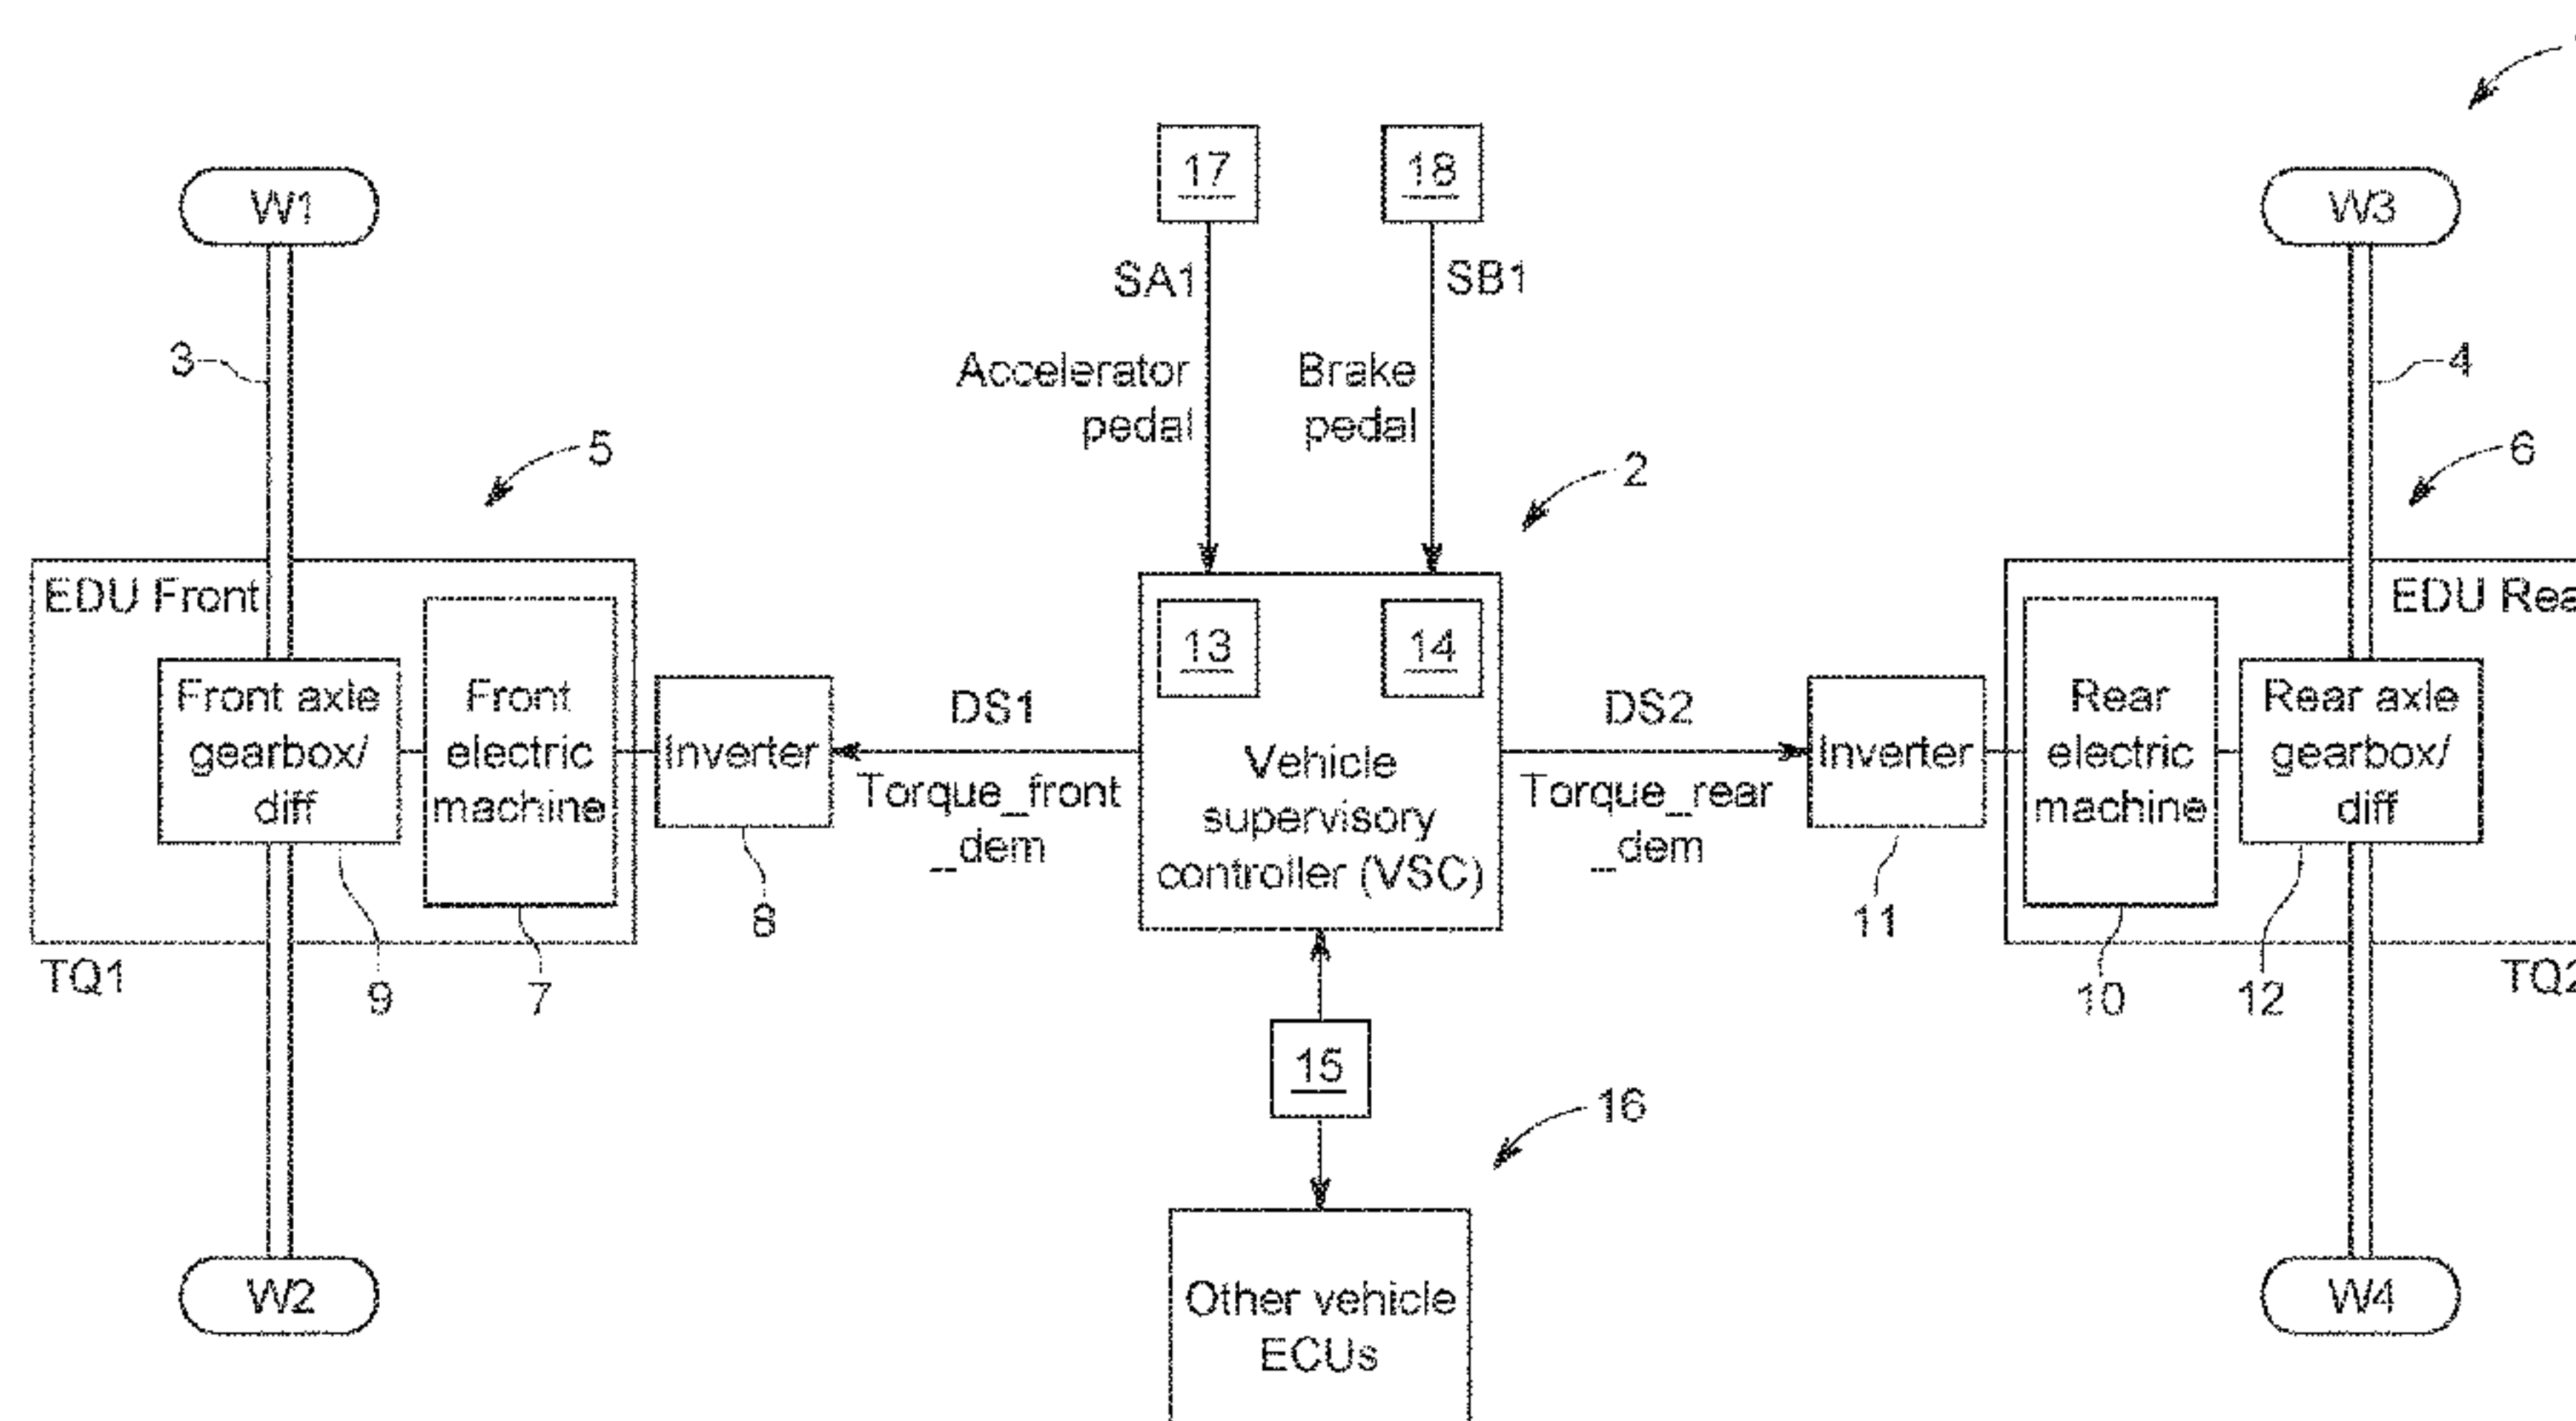 17
18
W1
W3
SA1
SB1
3
4
Accelerator
pedal
Brake
pedal
5
2
6
EDU Front
EDU Rea
13
14
Front axle
gearbox/
diff
Front
electric
machine
Inverter
DS1
Torque_front
_dem
Vehicle
supervisory
controller (VSC)
DS2
Torque_rear
_dem
Inverter
Rear
electric
machine
Rear axle
gearbox/
diff
8
11
TQ1
9
7
10
12
TQ2
15
16
W2
Other vehicle
ECUs
W4